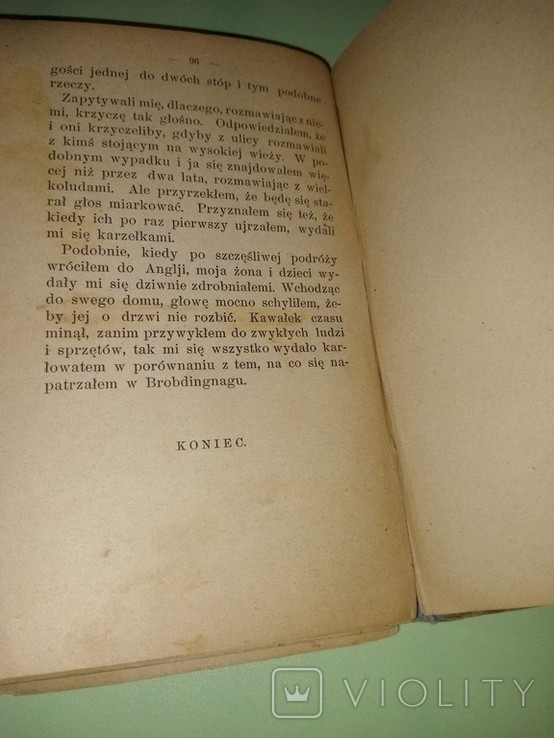 — 96 —
gości jednej do dwóch stóp i tym podobne
rzeczy.
Zapytywali mię, dlaczego, rozmawiając z nie-
mi, krzyczę tak głośno. Odpowiedziałem, że
i oni krzyczeliby, gdyby z ulicy rozmawiali
z kimś stojącym na wysokiej wieży. W po-
dobnym wypadku i ja się znajdowałem wię-
cej niż przez dwa lata, rozmawiając z wiel-
koludami. Ale przyrzekłem, że będę się sta-
rał głos miarkować. Przyznałem się też, że
kiedy ich po raz pierwszy ujrzałem, wydali
mi się karzełkami.
Podobnie, kiedy po szczęśliwej podróży
wróciłem do Anglji, moja żona i dzieci wy-
dały mi się dziwnie zdrobniałemi. Wchodząc
do swego domu, głowę mocno schyliłem, że-
by jej o drzwi nie rozbić. Kawałek czasu
minął, zanim przywykłem do zwykłych ludzi
i sprzętów, tak mi się wszystko wydało kar-
łowatem w porównaniu z tem, na co się na-
patrzałem w Brobdingnagu.
KONIEC.
VIOLITY